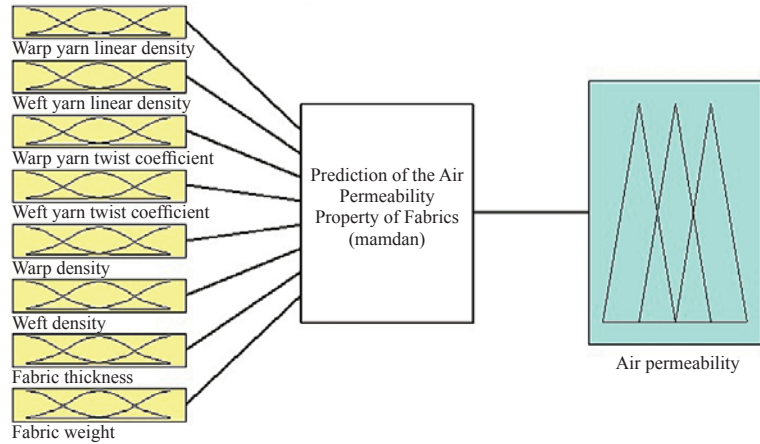 Warp yarn linear density
Weft yarn linear density
Warp yarn twist coefficient
Weft yarn twist coefficient
Warp density
Weft density
Fabric thickness
Fabric weight
Prediction of the Air
Permeability
Property of Fabrics
(mamdan)
Air permeability